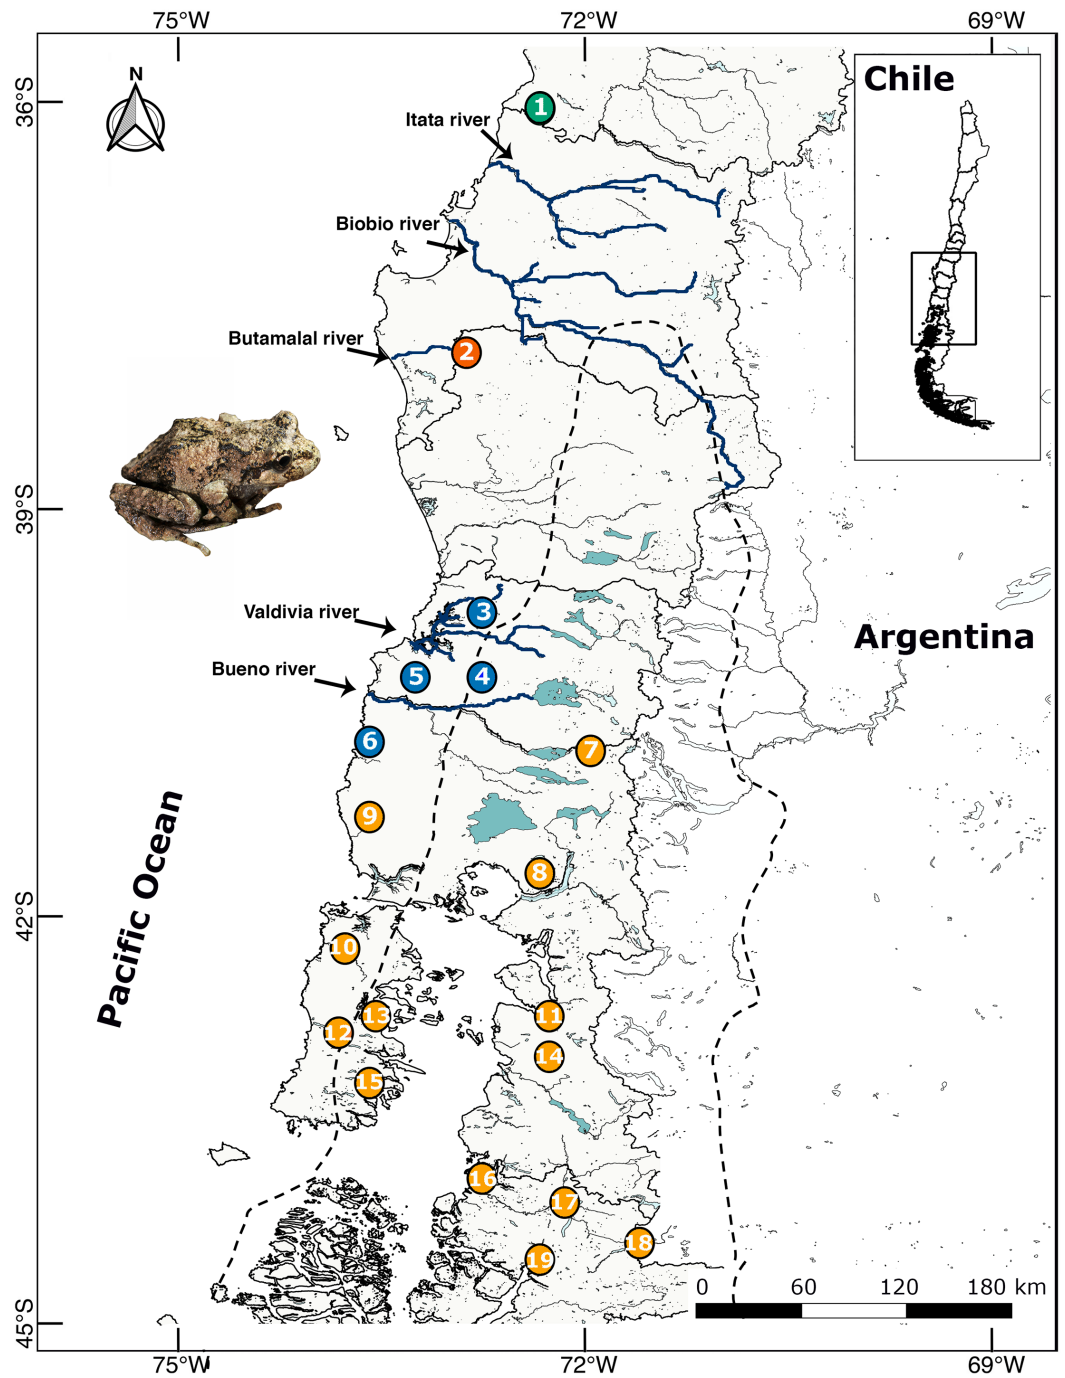 75°W
72°W
69°W
36°S
39°S
42°S
45°S
N
Chile
1
Itata river
Biobio river
Butamalal river
2
Valdivia river
3
Argentina
Bueno river
5
4
6
7
9
8
Pacific Ocean
10
11
13
12
14
15
16
17
18
19
0 60 120 180 km
75°W
72°W
69°W